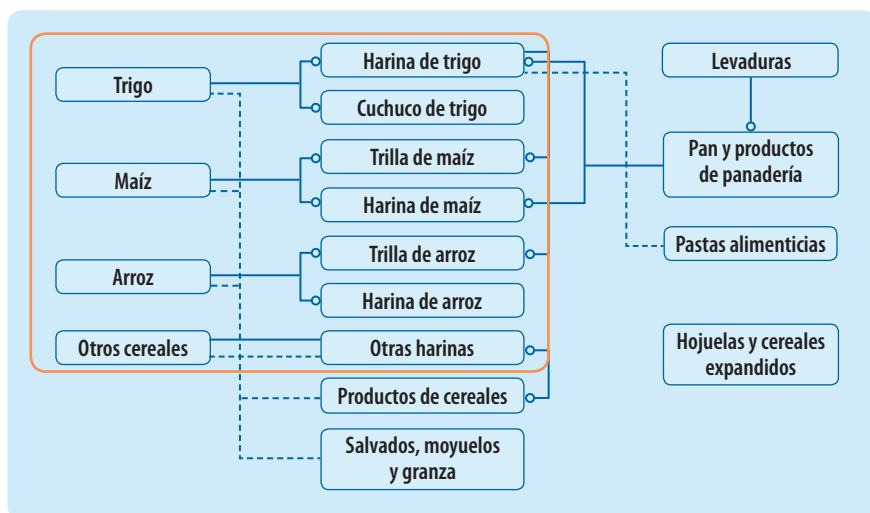 Harina de trigo
Levaduras
Trigo
Cuchuco de trigo
Trilla de maíz
Pan y productos
de panadería
Maíz
Harina de maíz
Trilla de arroz
Pastas alimenticias
Arroz
Harina de arroz
Otros cereales
Otras harinas
Hojuelas y cereales
expandidos
Productos de cereales
Salvados, moyuelos
y granza